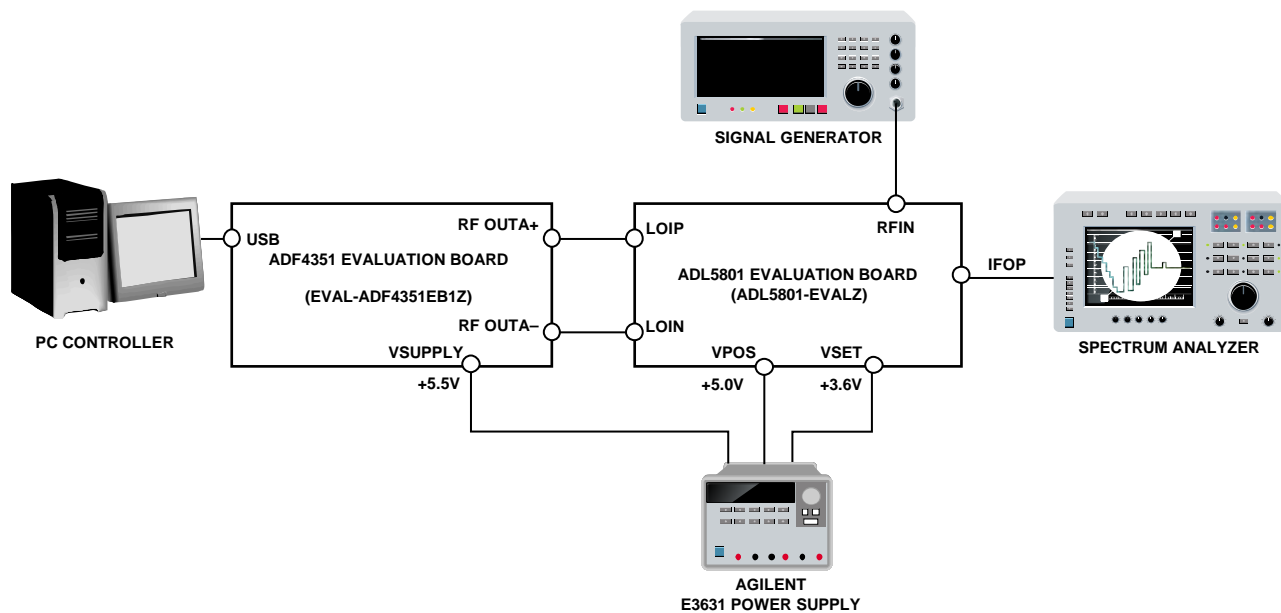 SIGNAL GENERATOR
PC CONTROLLER
USB
ADF4351 EVALUATION BOARD
(EVAL-ADF4351EB1Z)
RF OUTA+
RF OUTA–
VSUPPLY
+5.5V
LOIP
LOIN
RFIN
ADL5801 EVALUATION BOARD
(ADL5801-EVALZ)
VPOS
+5.0V
VSET
+3.6V
IFOP
SPECTRUM ANALYZER
AGILENT
E3631 POWER SUPPLY